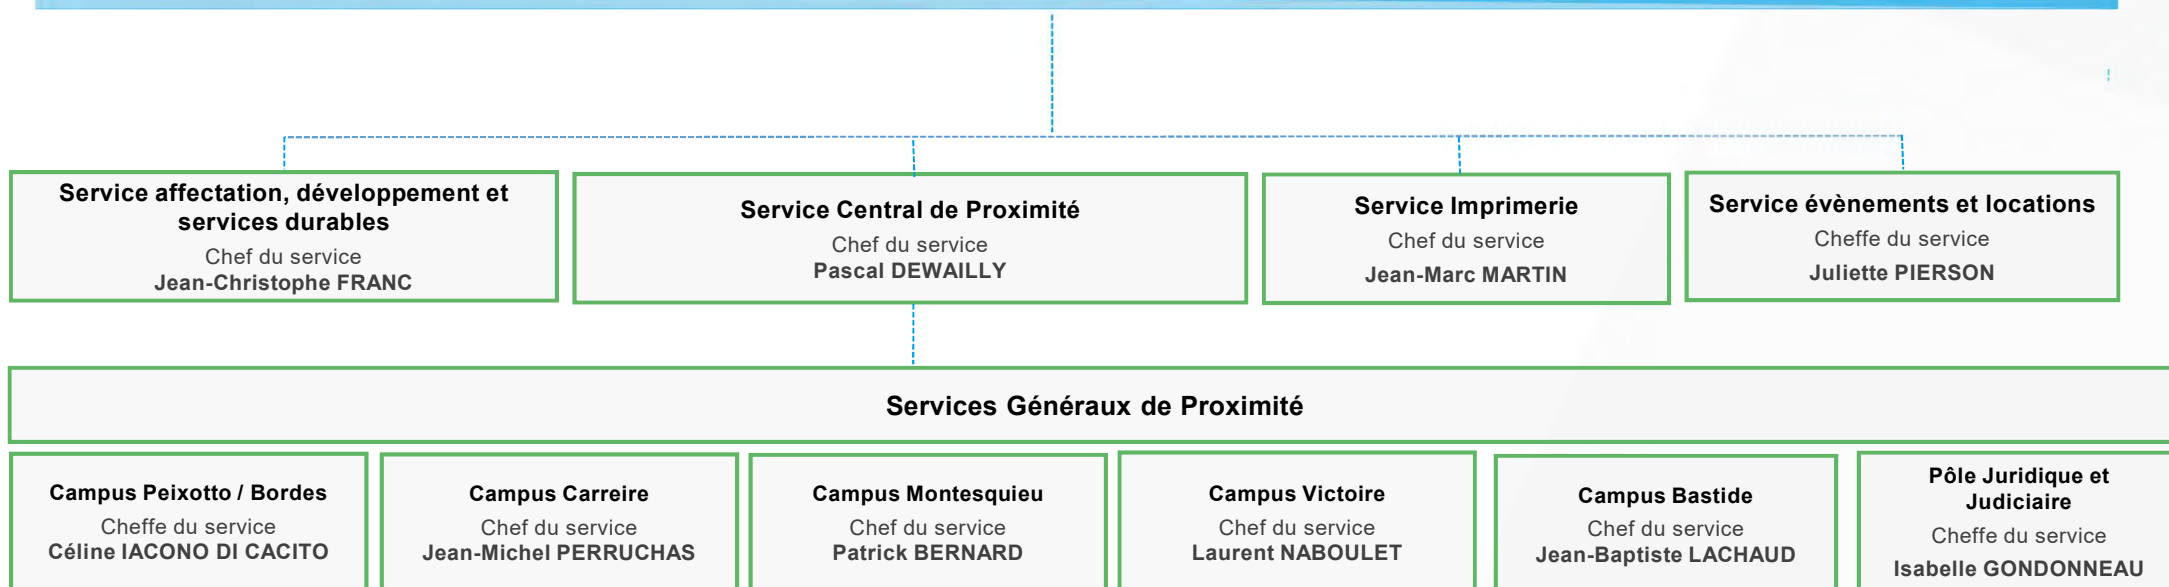 Service affectation, développement et
services durables
Chef du service
Jean-Christophe FRANC
Service Central de Proximité
Chef du service
Pascal DEWAILLY
Service Imprimerie
Chef du service
Jean-Marc MARTIN
Service évènements et locations
Cheffe du service
Juliette PIERSON
Services Généraux de Proximité
Campus Peixotto / Bordes
Cheffe du service
Céline IACONO DI CACITO
Campus Carreire
Chef du service
Jean-Michel PERRUCHAS
Campus Montesquieu
Chef du service
Patrick BERNARD
Campus Victoire
Chef du service
Laurent NABOULET
Campus Bastide
Chef du service
Jean-Baptiste LACHAUD
Pôle Juridique et
Judiciaire
Cheffe du service
Isabelle GONDONNEAU